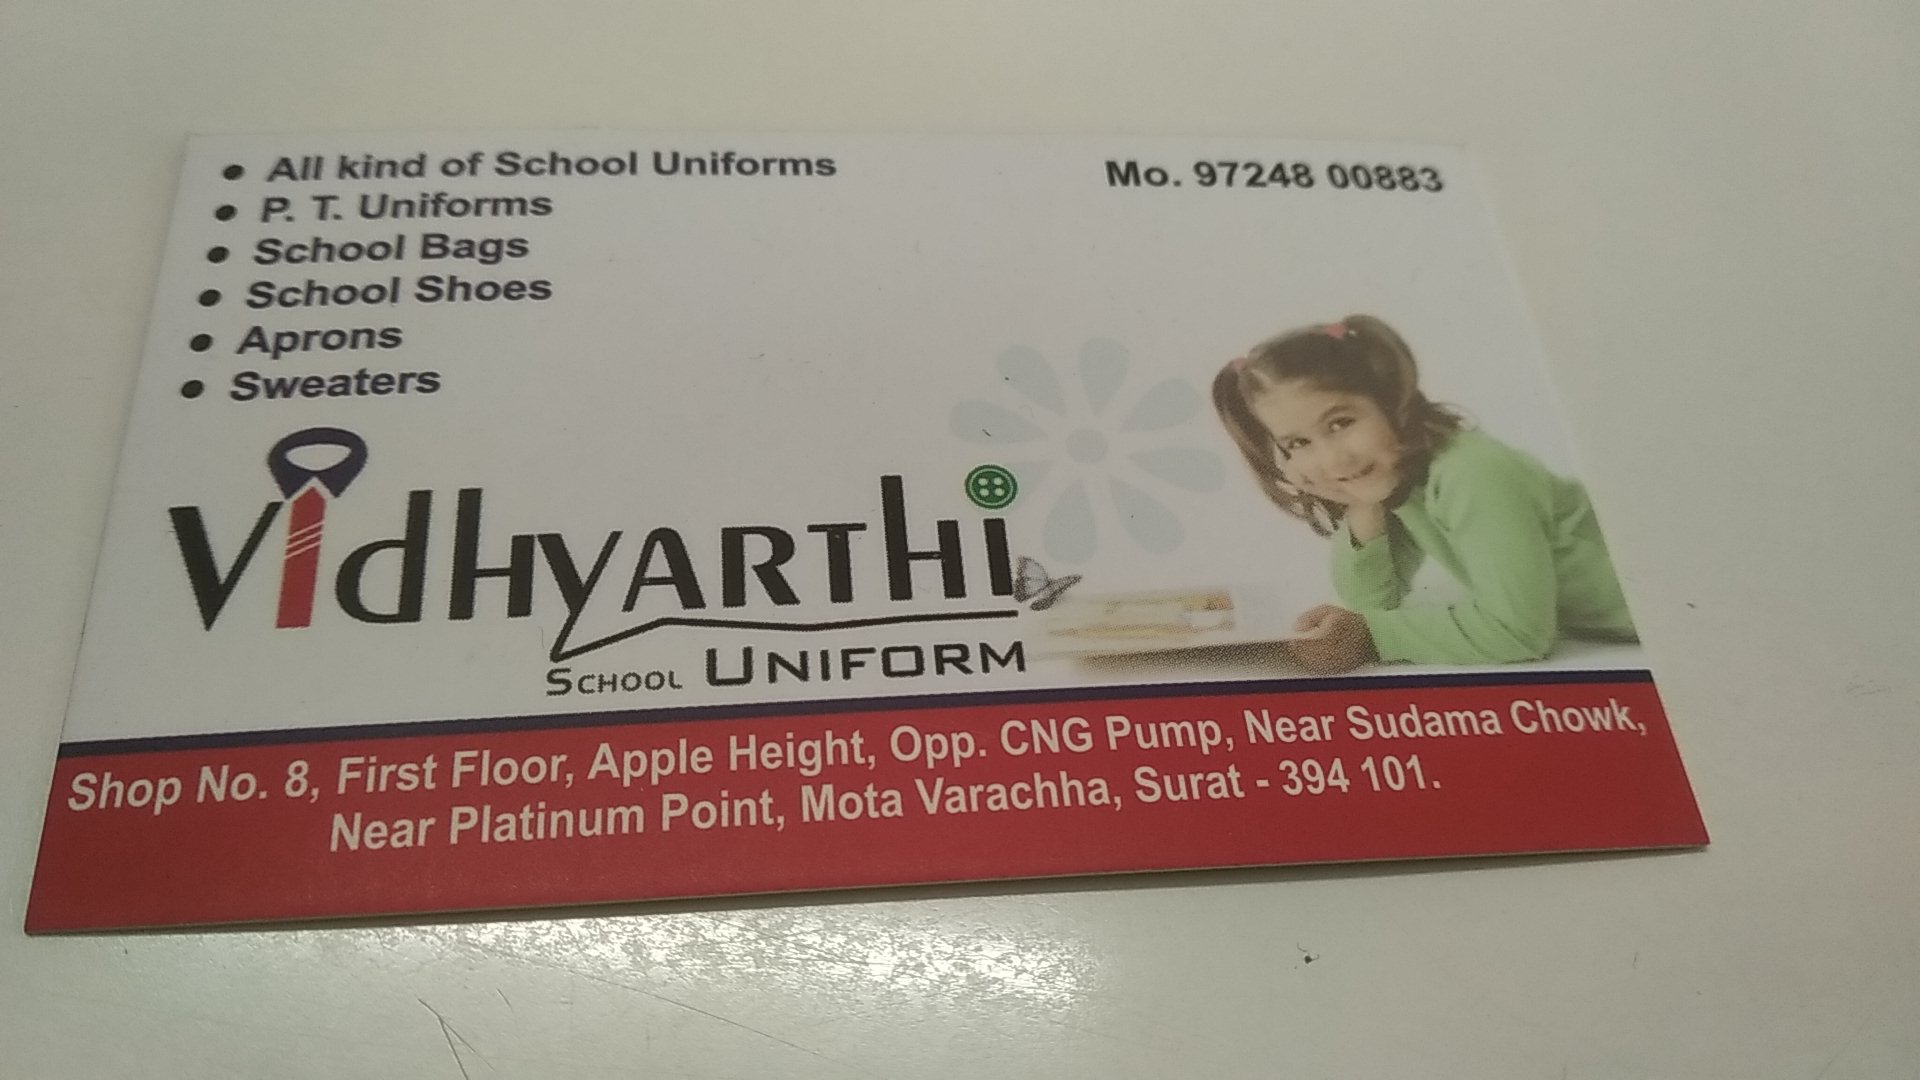 • All kind of School Uniforms
Mo. 97248 00883
• P. T. Uniforms
• School Bags
• School Shoes
• Aprons
• Sweaters
VidhyARTHi
SCHOOL UNIFORM
Shop No. 8, First Floor, Apple Height, Opp. CNG Pump, Near Sudama Chowk,
Near Platinum Point, Mota Varachha, Surat - 394 101.